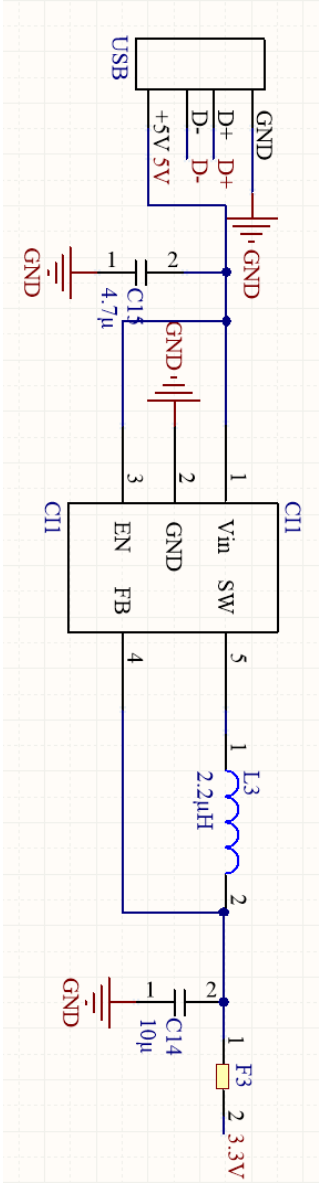 USB
+5V 5V
D- D-
D+ D+
GND
GND
GND
1
2
C15
4.7µ
GND
3
2
1
CI1
CI1
EN
GND
Vin
FB
SW
4
5
1
L3
2.2µH
2
GND
1
2
C14
10µ
1
F3
2
3.3V